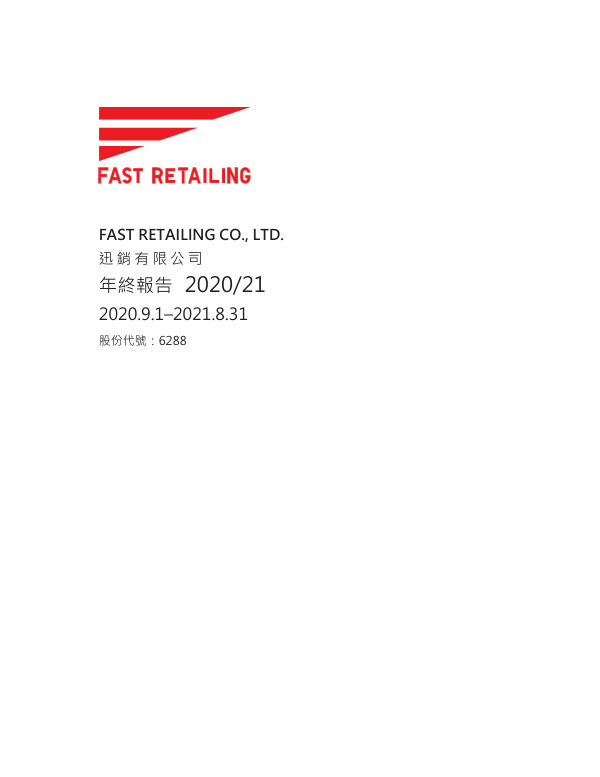 FAST RETAILING
FAST RETAILING CO., LTD.
迅銷有限公司
年終報告 2020/21
2020.9.1–2021.8.31
股份代號：6288